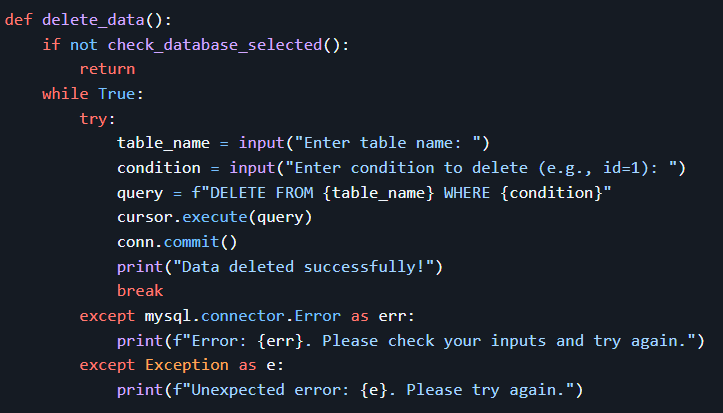 def delete_data():
    if not check_database_selected():
        return
    while True:
        try:
            table_name = input("Enter table name: ")
            condition = input("Enter condition to delete (e.g., id=1): ")
            query = f"DELETE FROM {table_name} WHERE {condition}"
            cursor.execute(query)
            conn.commit()
            print("Data deleted successfully!")
            break
        except mysql.connector.Error as err:
            print(f"Error: {err}. Please check your inputs and try again.")
        except Exception as e:
            print(f"Unexpected error: {e}. Please try again.")